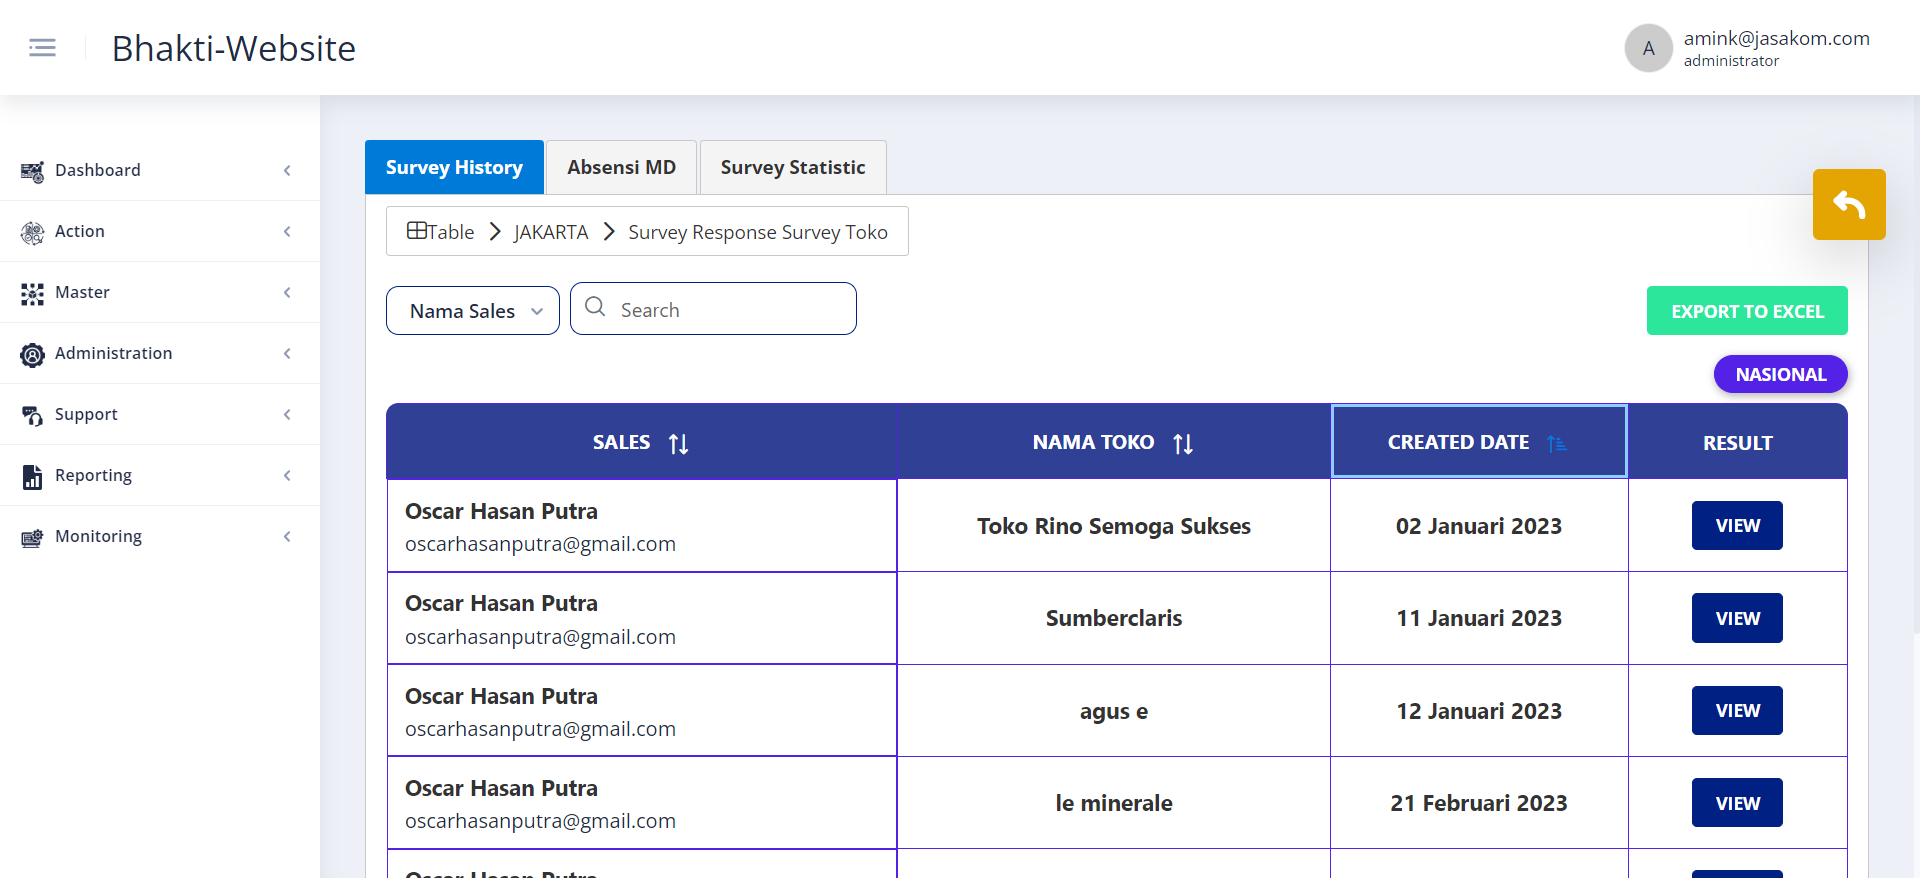 Bhakti-Website
A
amink@jasakom.com
administrator
Dashboard
Action
Master
Administration
Support
Reporting
Monitoring
Survey History
Absensi MD
Survey Statistic
Table
JAKARTA
Survey Response Survey Toko
Nama Sales
Search
EXPORT TO EXCEL
NASIONAL
SALES
NAMA TOKO
CREATED DATE
RESULT
Oscar Hasan Putra
oscarhasanputra@gmail.com
Toko Rino Semoga Sukses
02 Januari 2023
VIEW
Oscar Hasan Putra
oscarhasanputra@gmail.com
Sumberclaris
11 Januari 2023
VIEW
Oscar Hasan Putra
oscarhasanputra@gmail.com
agus e
12 Januari 2023
VIEW
Oscar Hasan Putra
oscarhasanputra@gmail.com
le minerale
21 Februari 2023
VIEW
Oscar Hasan Putra